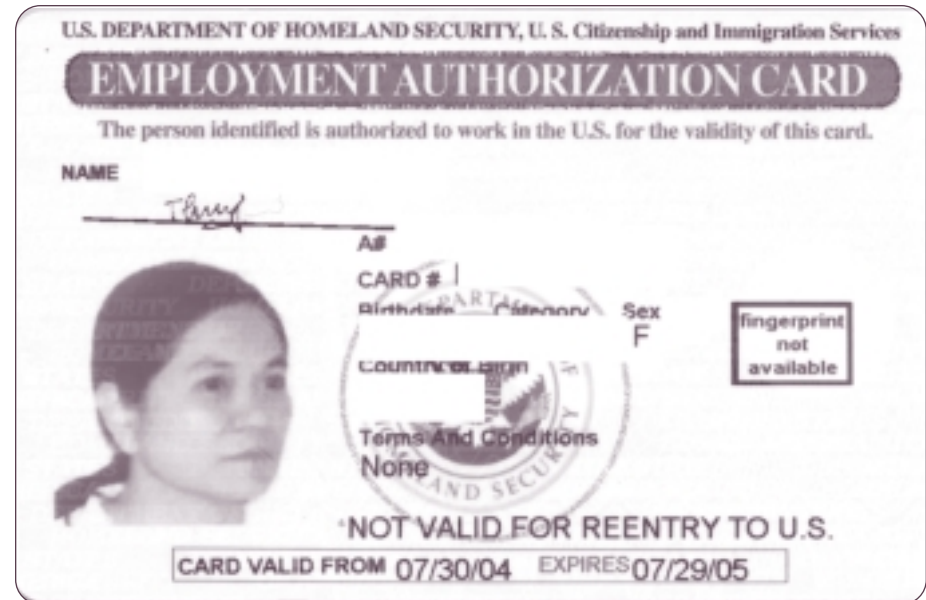 U.S. DEPARTMENT OF HOMELAND SECURITY, U. S. Citizenship and Immigration Services
EMPLOYMENT AUTHORIZATION CARD
The person identified is authorized to work in the U.S. for the validity of this card.
NAME
A#
CARD #
Birthdate Category Sex
F
fingerprint
not
available
Country of Birth
Terms And Conditions
None
NOT VALID FOR REENTRY TO U.S.
CARD VALID FROM 07/30/04 EXPIRES 07/29/05